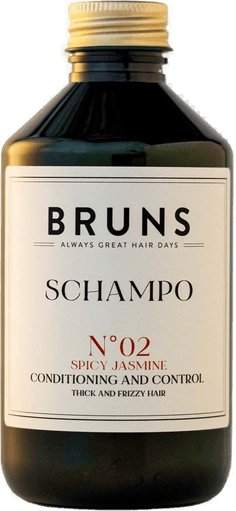 BRUNS
ALWAYS GREAT HAIR DAYS
SCHAMPO
N°02
SPICY JASMINE
CONDITIONING AND CONTROL
THICK AND FRIZZY HAIR